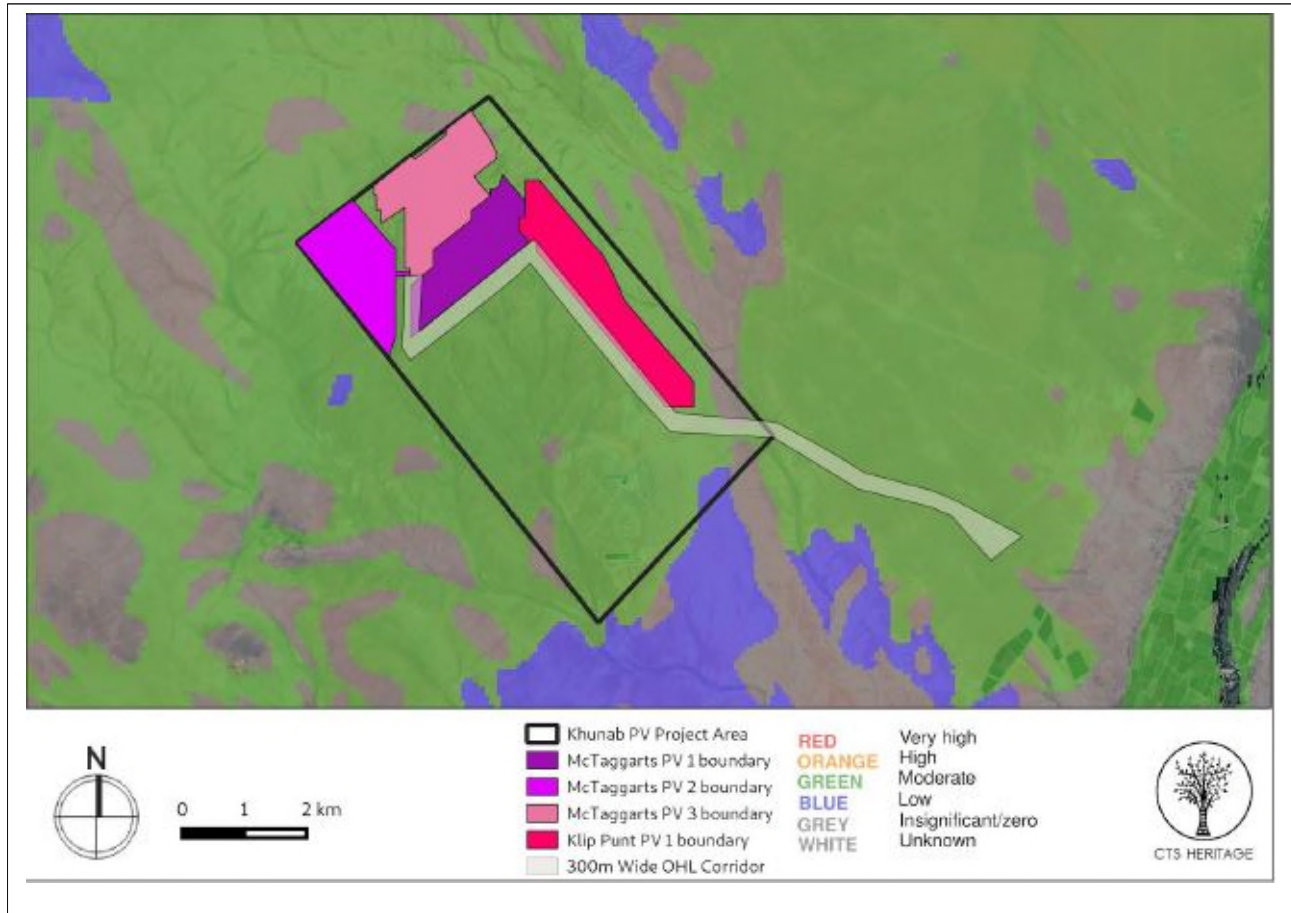 N
0 1 2 km
Khunab PV Project Area
McTaggarts PV 1 boundary
McTaggarts PV 2 boundary
McTaggarts PV 3 boundary
Klip Punt PV 1 boundary
300m Wide OHL Corridor
RED Very high
ORANGE High
GREEN Moderate
BLUE Low
GREY Insignificant/zero
WHITE Unknown
CTS HERITAGE